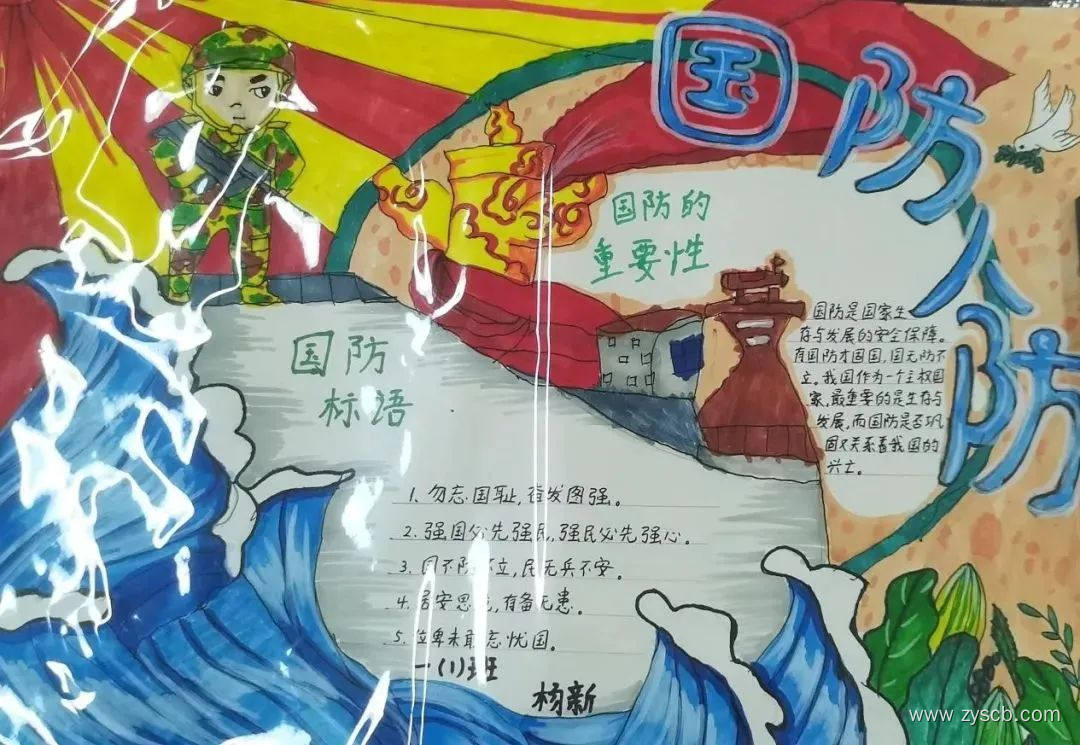 国防人人防
国防的
重要性
国防是国家生
存与发展的安全保障。
有国防才国固，国无防不
立。我国作为一个主权国
家，最重要的是生存与
发展，而国防是否巩
固又关系着我国的
兴亡。
国防
标语
1. 勿忘国耻，奋发图强。
2. 强国必先强民，强民必先强心。
3. 国不防不立，民无兵不安。
4. 居安思危，有备无患。
5. 位卑未敢忘忧国。
一(1)班
杨新
www.zyscb.com